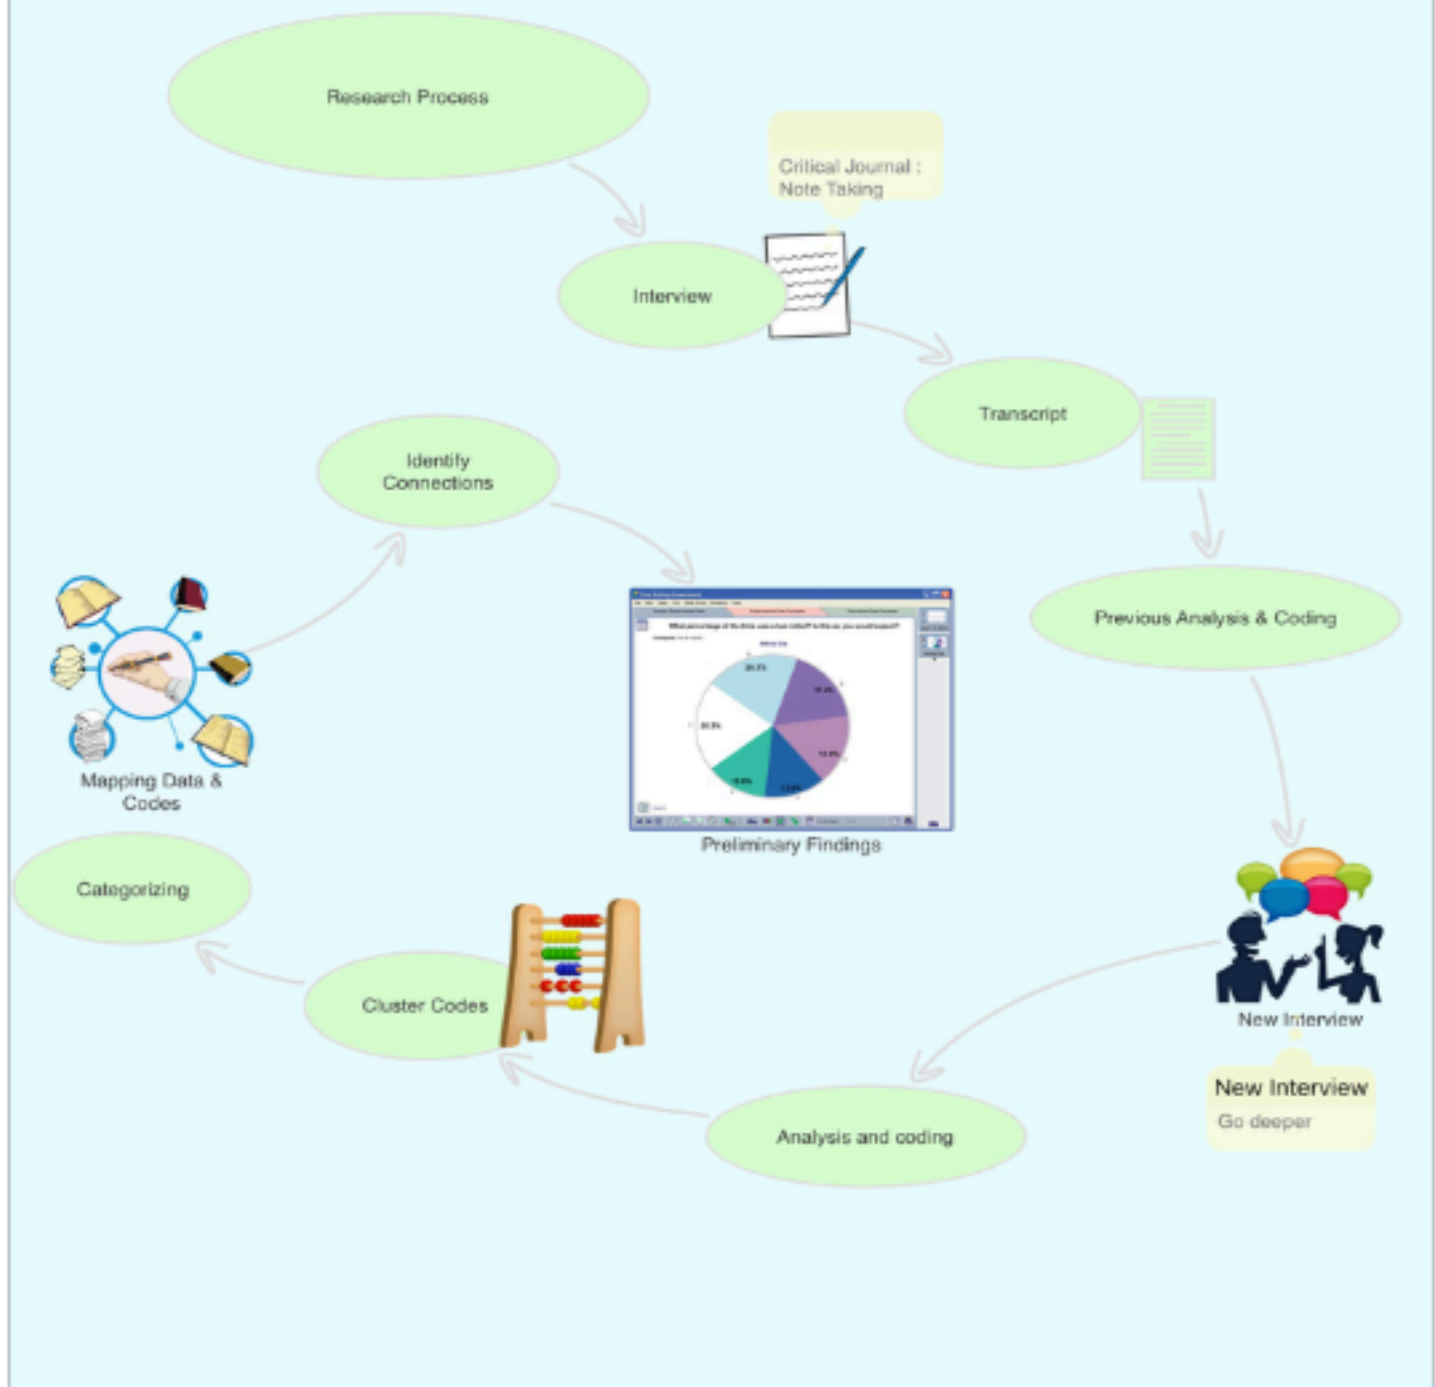 Research Process
Critical Journal :
Note Taking
Interview
Transcript
Identify
Connections
Previous Analysis & Coding
Mapping Data &
Codes
Preliminary Findings
Categorizing
Cluster Codes
New Interview
New Interview
Go deeper
Analysis and coding